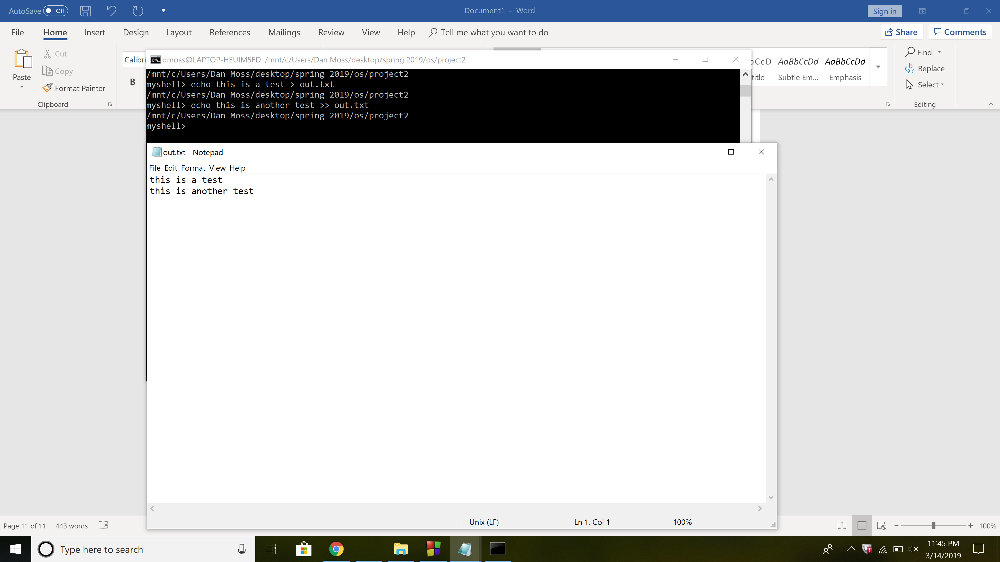 AutoSave Off
Document1 - Word
Sign in
File Home Insert Design Layout References Mailings Review View Help Tell me what you want to do
Share Comments
Paste
Cut
Copy
Format Painter
Clipboard
Calibri
B
AaBbCcDd AaBbCcDd
Subtle Em... Emphasis
Find
Replace
Select
Editing
dmoss@LAPTOP-HEUIM5FD: /mnt/c/Users/Dan Moss/desktop/spring 2019/os/project2
/mnt/c/Users/Dan Moss/desktop/spring 2019/os/project2
myshell> echo this is a test > out.txt
/mnt/c/Users/Dan Moss/desktop/spring 2019/os/project2
myshell> echo this is another test >> out.txt
/mnt/c/Users/Dan Moss/desktop/spring 2019/os/project2
myshell>
out.txt - Notepad
File Edit Format View Help
this is a test
this is another test
Unix (LF) Ln 1, Col 1 100%
Page 11 of 11 443 words
100%
Type here to search
11:45 PM
3/14/2019